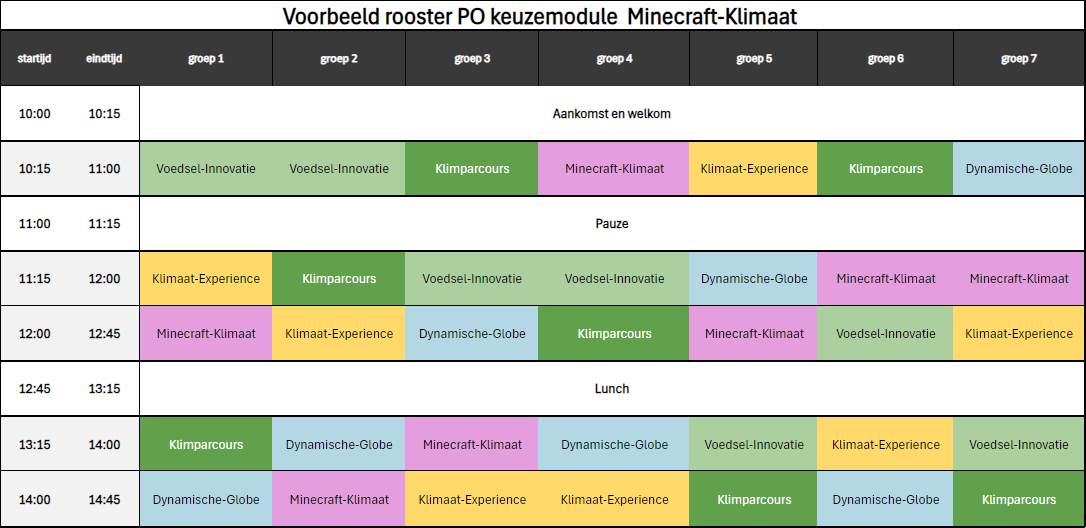 Voorbeeld rooster PO keuzemodule Minecraft-Klimaat
startijd eindtijd groep 1 groep 2 groep 3 groep 4 groep 5 groep 6 groep 7
10:00 10:15 Aankomst en welkom
10:15 11:00 Voedsel-Innovatie Voedsel-Innovatie Klimparcours Minecraft-Klimaat Klimaat-Experience Klimparcours Dynamische-Globe
11:00 11:15 Pauze
11:15 12:00 Klimaat-Experience Klimparcours Voedsel-Innovatie Voedsel-Innovatie Dynamische-Globe Minecraft-Klimaat Minecraft-Klimaat
12:00 12:45 Minecraft-Klimaat Klimaat-Experience Dynamische-Globe Klimparcours Minecraft-Klimaat Voedsel-Innovatie Klimaat-Experience
12:45 13:15 Lunch
13:15 14:00 Klimparcours Dynamische-Globe Minecraft-Klimaat Dynamische-Globe Voedsel-Innovatie Klimaat-Experience Voedsel-Innovatie
14:00 14:45 Dynamische-Globe Minecraft-Klimaat Klimaat-Experience Klimaat-Experience Klimparcours Dynamische-Globe Klimparcours